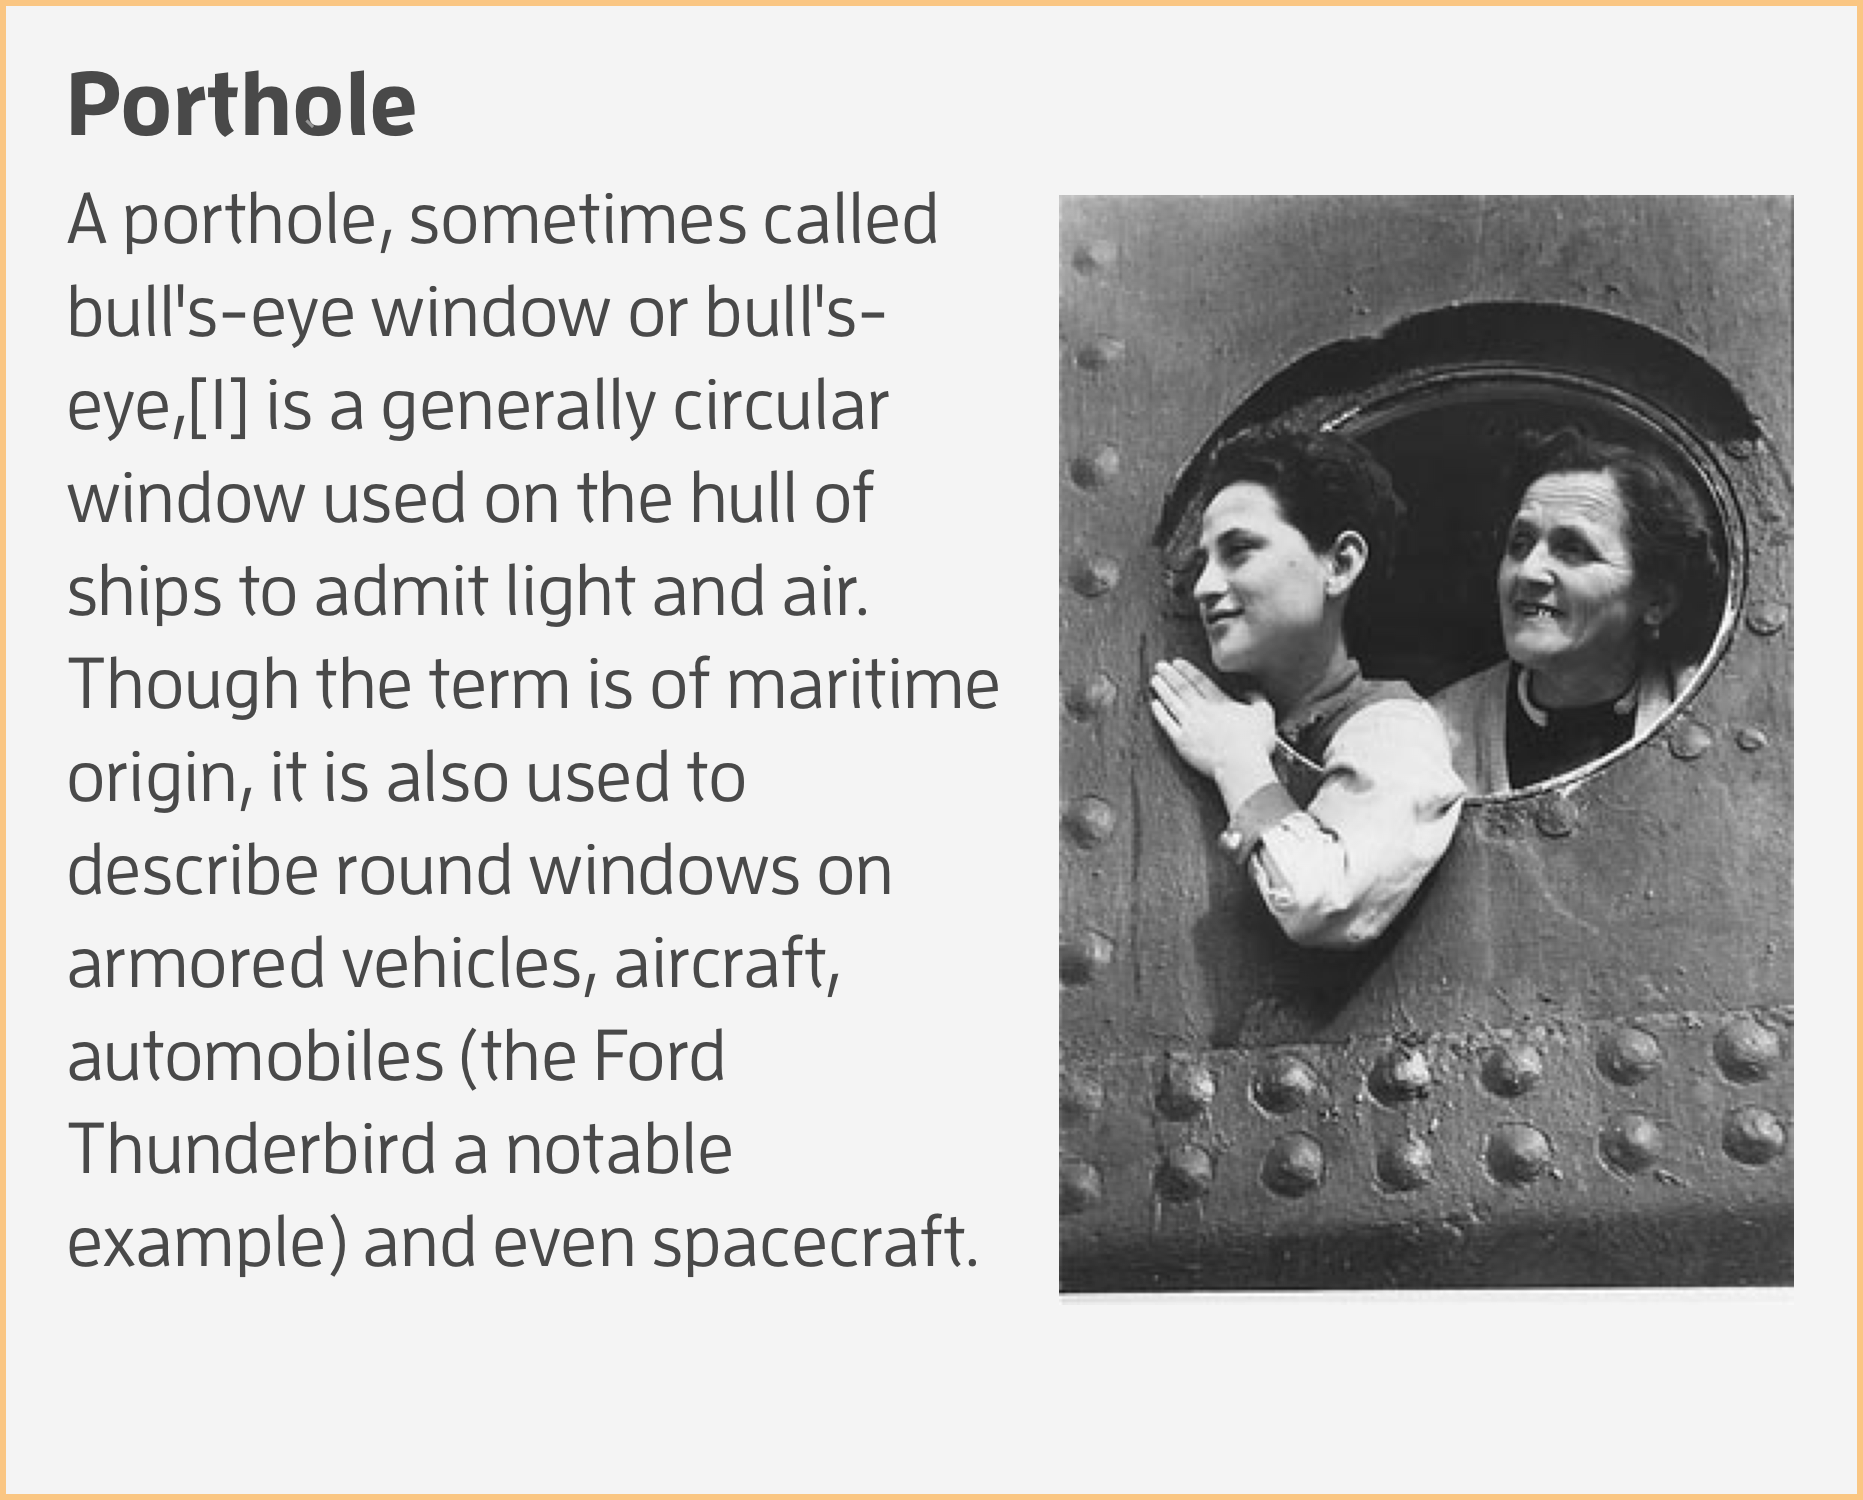 Porthole
A porthole, sometimes called
bull's-eye window or bull's-
eye,[I] is a generally circular
window used on the hull of
ships to admit light and air.
Though the term is of maritime
origin, it is also used to
describe round windows on
armored vehicles, aircraft,
automobiles (the Ford
Thunderbird a notable
example) and even spacecraft.